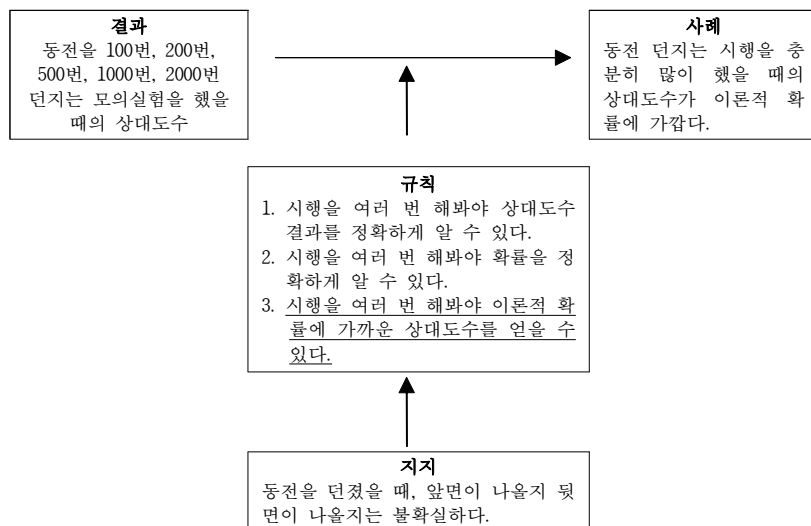 결과
동전을 100번, 200번,
500번, 1000번, 2000번
던지는 모의실험을 했을
때의 상대도수
사례
동전 던지는 시행을 충
분히 많이 했을 때의
상대도수가 이론적 확
률에 가깝다.
규칙
1. 시행을 여러 번 해봐야 상대도수
결과를 정확하게 알 수 있다.
2. 시행을 여러 번 해봐야 확률을 정
확하게 알 수 있다.
3. 시행을 여러 번 해봐야 이론적 확
률에 가까운 상대도수를 얻을 수
있다.
지지
동전을 던졌을 때, 앞면이 나올지 뒷
면이 나올지는 불확실하다.